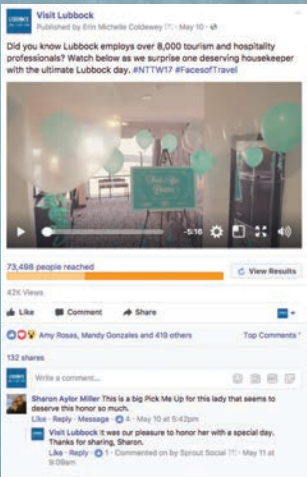 Visit Lubbock
Published by Erin Michelle Coldewey · May 10 ·
Did you know Lubbock employs over 8,000 tourism and hospitality
professionals? Watch below as we surprise one deserving housekeeper
with the ultimate Lubbock day. #NTTW17 #FacesofTravel
-5:16
73,498 people reached
View Results
42K Views
Like Comment Share
Amy Rosas, Mandy Gonzales and 419 others
Top Comments
132 shares
Write a comment...
Sharon Aylor Miller This is a big Pick Me Up for this lady that seems to
deserve this honor so much.
Like · Reply · Message · 4 · May 10 at 5:42pm
Visit Lubbock It was our pleasure to honor her with a special day.
Thanks for sharing, Sharon.
Like · Reply · 1 · Commented on by Sprout Social · May 11 at
9:09am